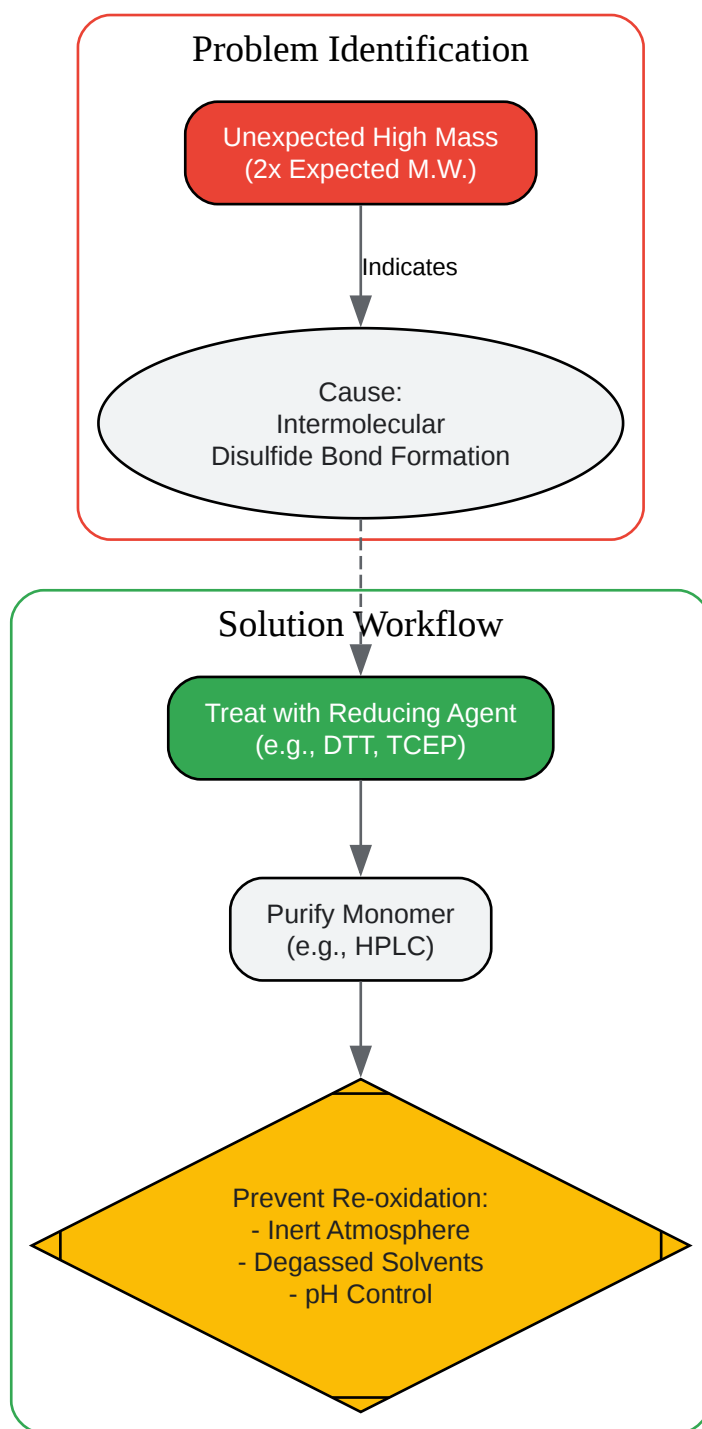 Problem Identification
Unexpected High Mass
(2x Expected M.W.)
Indicates
Cause:
Intermolecular
Disulfide Bond Formation
Solution Workflow
Treat with Reducing Agent
(e.g., DTT, TCEP)
Purify Monomer
(e.g., HPLC)
Prevent Re-oxidation:
- Inert Atmosphere
- Degassed Solvents
- pH Control